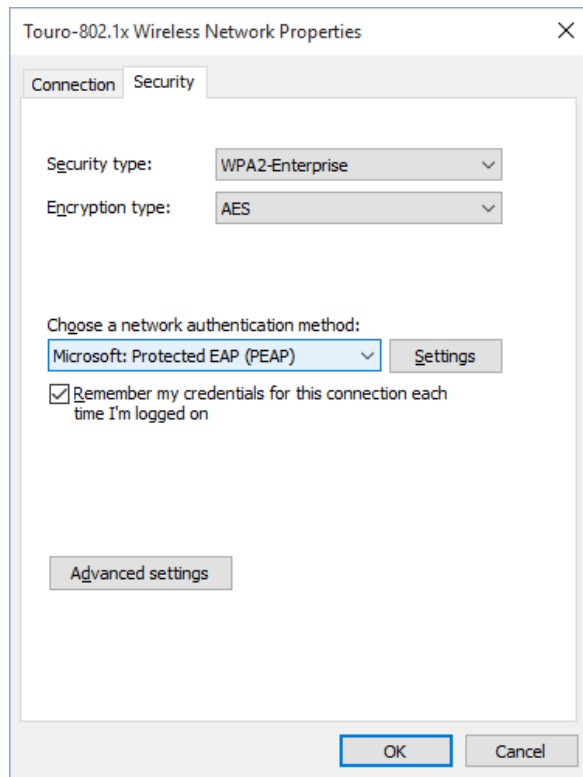 Touro-802.1x Wireless Network Properties
Connection
Security
Security type:
WPA2-Enterprise
Encryption type:
AES
Choose a network authentication method:
Microsoft: Protected EAP (PEAP)
Settings
Remember my credentials for this connection each
time I'm logged on
Advanced settings
OK
Cancel